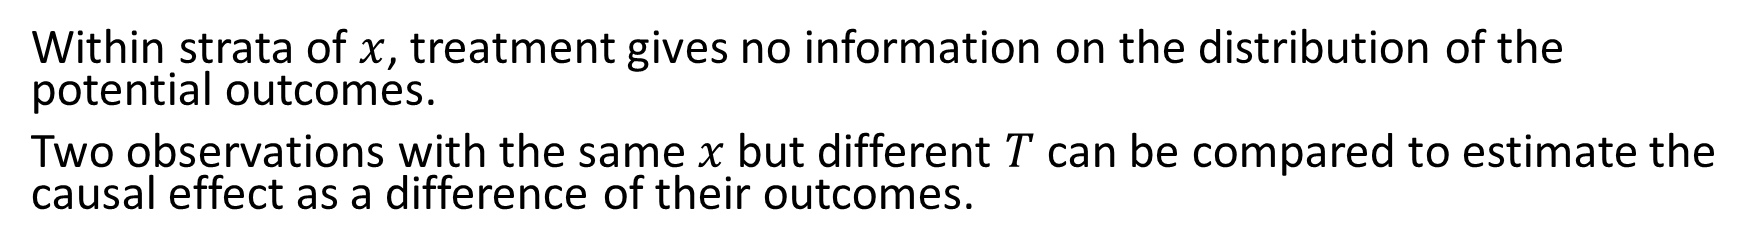 Within strata of x, treatment gives no information on the distribution of the
potential outcomes.
Two observations with the same x but different T can be compared to estimate the
causal effect as a difference of their outcomes.